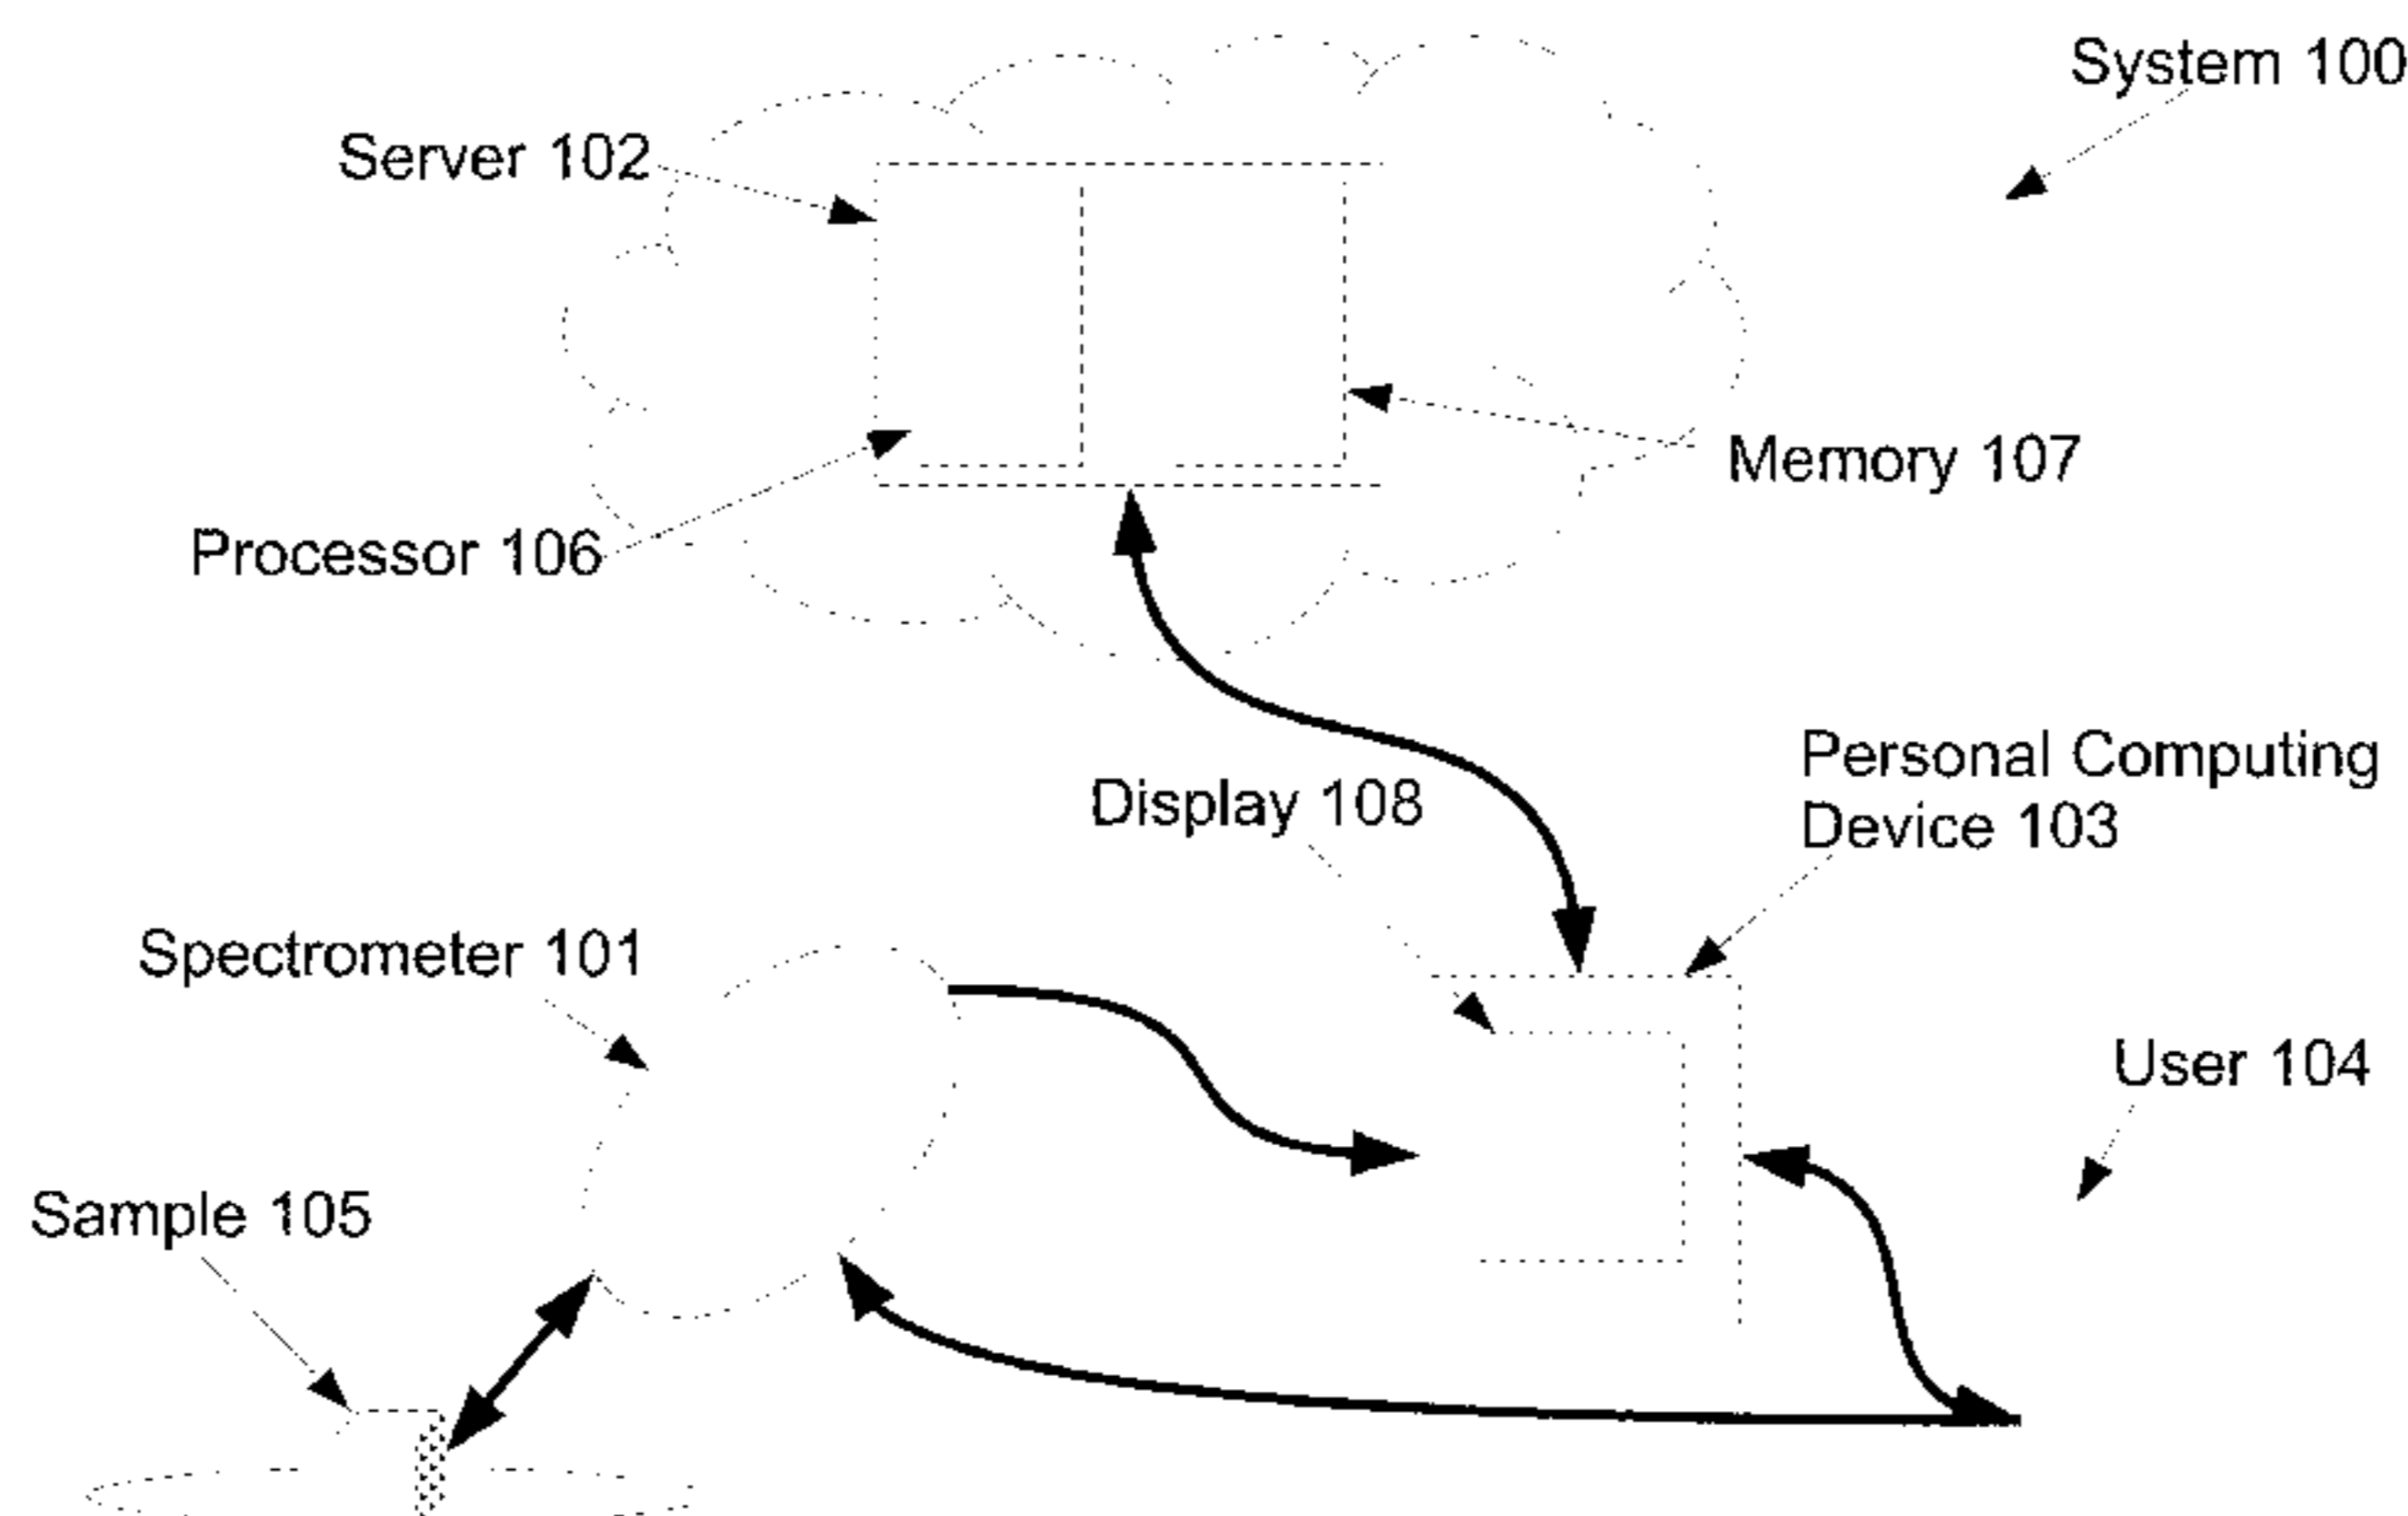 System 100
Server 102
Memory 107
Processor 106
Personal Computing
Device 103
Display 108
Spectrometer 101
User 104
Sample 105